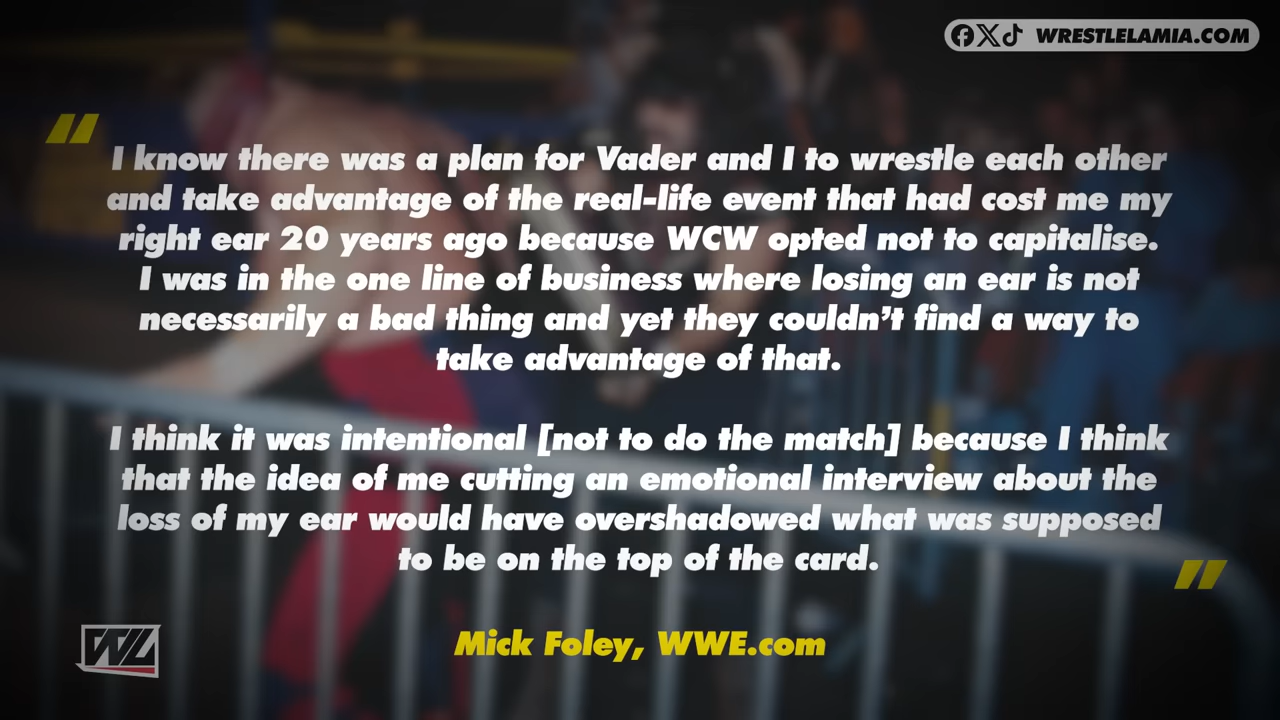 WRESTLELAMIA.COM
"
I know there was a plan for Vader and I to wrestle each other
and take advantage of the real-life event that had cost me my
right ear 20 years ago because WCW opted not to capitalise.
I was in the one line of business where losing an ear is not
necessarily a bad thing and yet they couldn’t find a way to
take advantage of that.
I think it was intentional [not to do the match] because I think
that the idea of me cutting an emotional interview about the
loss of my ear would have overshadowed what was supposed
to be on the top of the card.
"
Mick Foley, WWE.com
WL